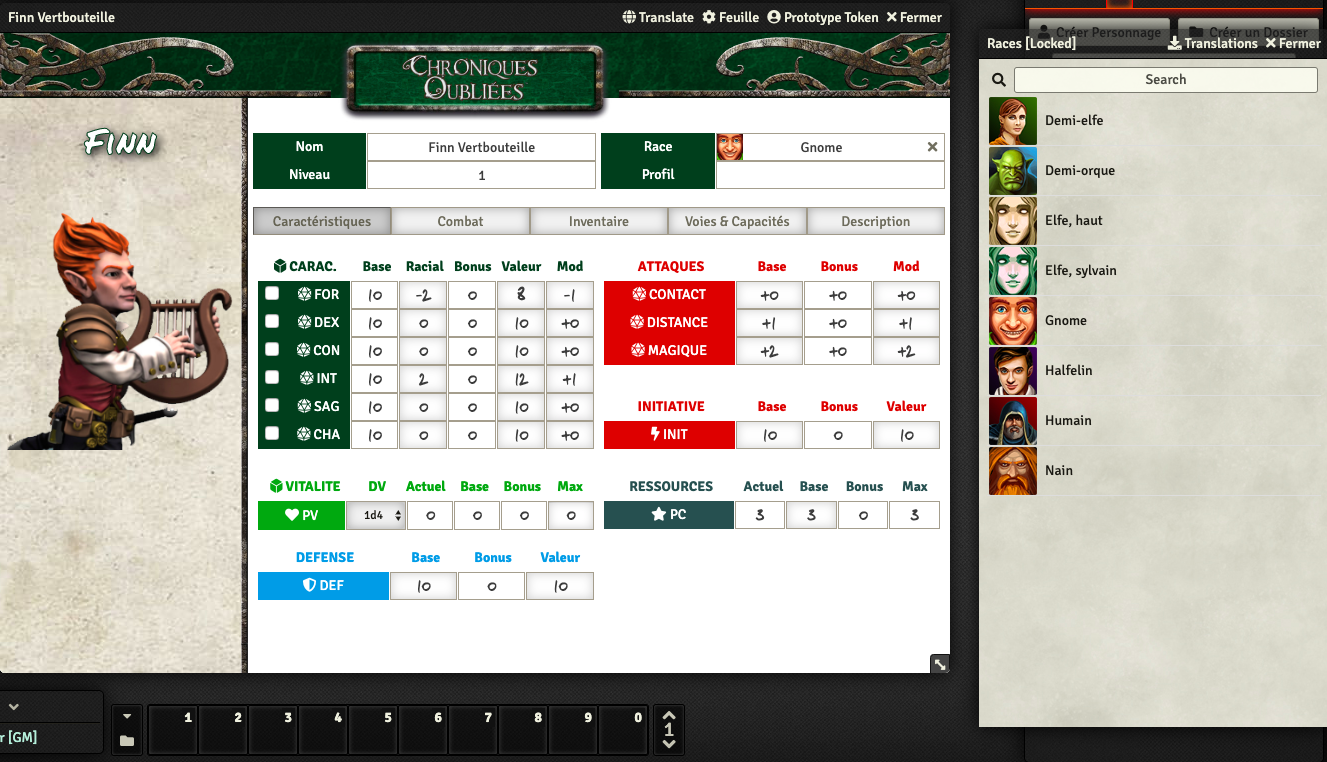 Finn Vertbouteille
Translate Feuille Prototype Token Fermer
CHRONIQUES
OUBLIÉES
FINN
Nom Finn Vertbouteille
Niveau 1
Race Gnome
Profil
Caractéristiques Combat Inventaire Voies & Capacités Description
CARAC. Base Racial Bonus Valeur Mod
FOR 10 -2 0 8 -1
DEX 10 0 0 10 +0
CON 10 0 0 10 +0
INT 10 2 0 12 +1
SAG 10 0 0 10 +0
CHA 10 0 0 10 +0
ATTAQUES Base Bonus Mod
CONTACT +0 +0 +0
DISTANCE +1 +0 +1
MAGIQUE +2 +0 +2
INITIATIVE Base Bonus Valeur
INIT 10 0 10
VITALITE DV Actuel Base Bonus Max
PV 1d4 0 0 0 0
RESSOURCES Actuel Base Bonus Max
PC 3 3 0 3
DEFENSE Base Bonus Valeur
DEF 10 0 10
r [GM]
1 2 3 4 5 6 7 8 9 0
1
Créer Personnage Créer un Dossier
Races [Locked] Translations Fermer
Search
Demi-elfe
Demi-orque
Elfe, haut
Elfe, sylvain
Gnome
Halfelin
Humain
Nain